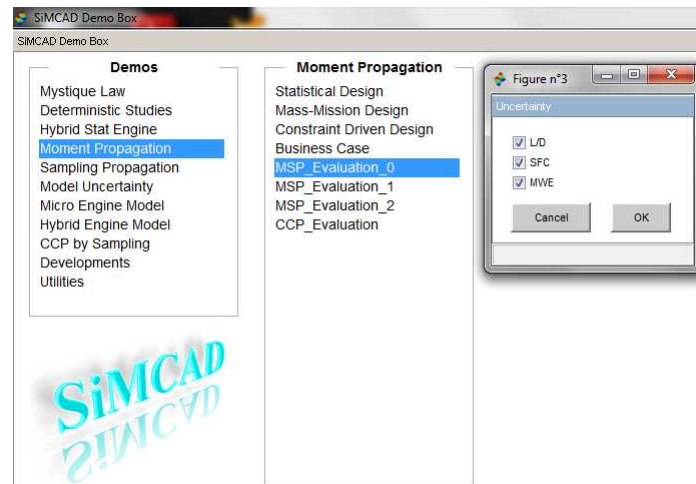 SiMCAD Demo Box
SiMCAD Demo Box
Demos
Mystique Law
Deterministic Studies
Hybrid Stat Engine
Moment Propagation
Sampling Propagation
Model Uncertainty
Micro Engine Model
Hybrid Engine Model
CCP by Sampling
Developments
Utilities
Moment Propagation
Statistical Design
Mass-Mission Design
Constraint Driven Design
Business Case
MSP_Evaluation_0
MSP_Evaluation_1
MSP_Evaluation_2
CCP_Evaluation
Figure n°3
Uncertainty
L/D
SFC
MWE
Cancel OK
SiMCAD
SiMCAD